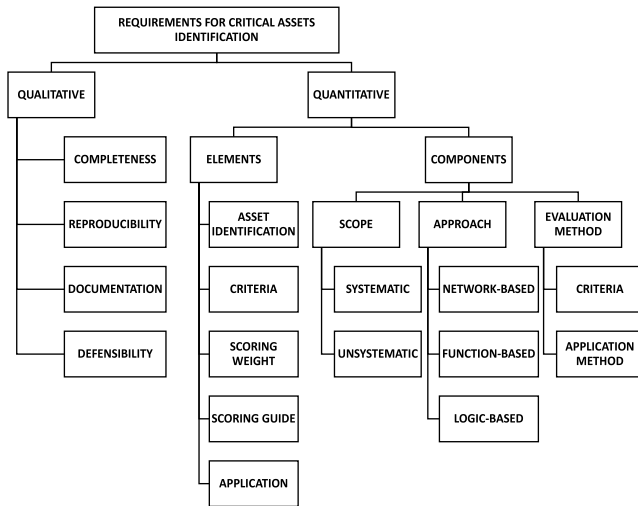 REQUIREMENTS FOR CRITICAL ASSETS
IDENTIFICATION
QUALITATIVE
QUANTITATIVE
COMPLETENESS
REPRODUCIBILITY
DOCUMENTATION
DEFENSIBILITY
ELEMENTS
COMPONENTS
ASSET
IDENTIFICATION
CRITERIA
SCORING
WEIGHT
SCORING GUIDE
APPLICATION
SCOPE
APPROACH
EVALUATION
METHOD
SYSTEMATIC
UNSYSTEMATIC
NETWORK-BASED
FUNCTION-BASED
LOGIC-BASED
CRITERIA
APPLICATION
METHOD